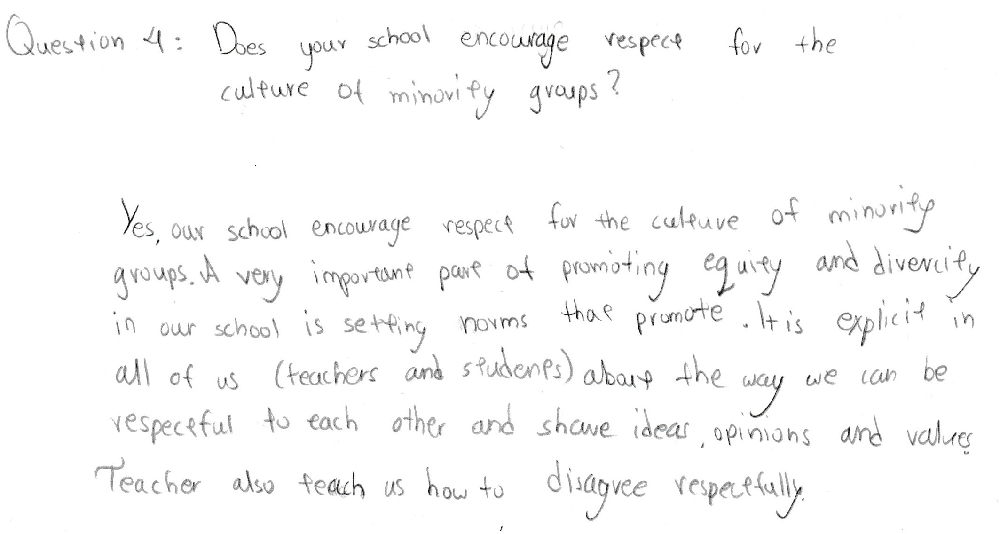 Question 4: Does your school encourage respect for the
culture of minority groups?
Yes, our school encourage respect for the culture of minority
groups. A very important part of promoting equity and divercity
in our school is setting norms that promote. It is explicit in
all of us (teachers and students) about the way we can be
respectful to each other and share ideas, opinions and values.
Teacher also teach us how to disagree respectfully.